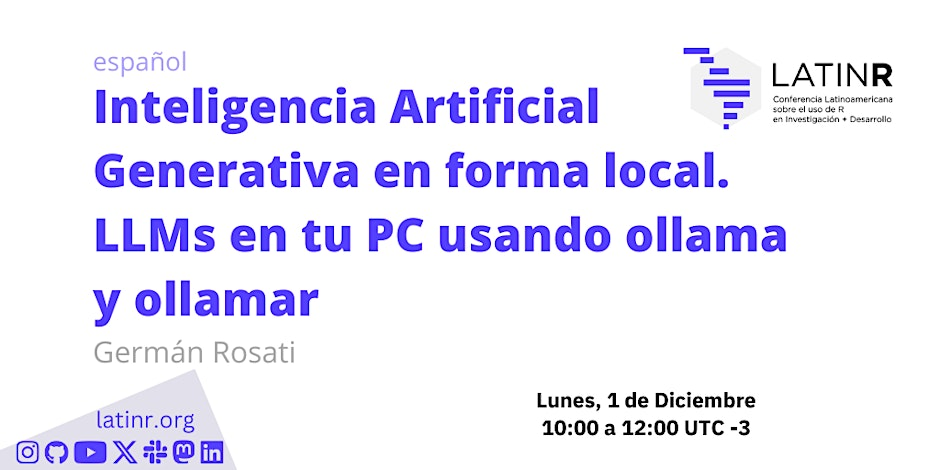 español
Inteligencia Artificial
Generativa en forma local.
LLMs en tu PC usando ollama
y ollamar
Germán Rosati
LATINR
Conferencia Latinoamericana
sobre el uso de R
en Investigación + Desarrollo
Lunes, 1 de Diciembre
10:00 a 12:00 UTC -3
latinr.org